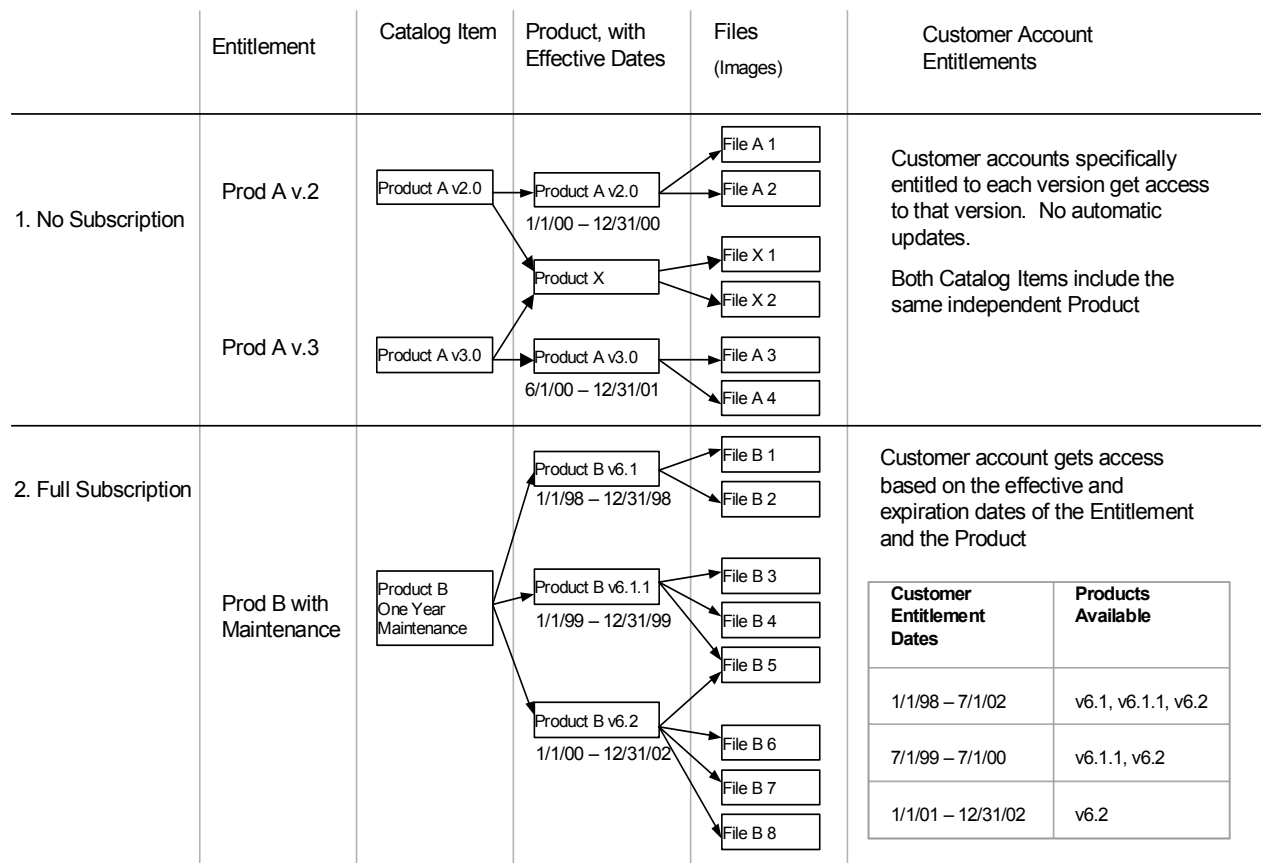 Entitlement
Catalog Item
Product, with
Effective Dates
Files
(Images)
Customer Account
Entitlements
1. No Subscription
Prod A v.2
Prod A v.3
Product A v2.0
Product A v3.0
Product A v2.0
1/1/00 – 12/31/00
Product X
Product A v3.0
6/1/00 – 12/31/01
File A 1
File A 2
File X 1
File X 2
File A 3
File A 4
Customer accounts specifically
entitled to each version get access
to that version.  No automatic
updates.
Both Catalog Items include the
same independent Product
2. Full Subscription
Prod B with
Maintenance
Product B
One Year
Maintenance
Product B v6.1
1/1/98 – 12/31/98
Product B v6.1.1
1/1/99 – 12/31/99
Product B v6.2
1/1/00 – 12/31/02
File B 1
File B 2
File B 3
File B 4
File B 5
File B 6
File B 7
File B 8
Customer account gets access
based on the effective and
expiration dates of the Entitlement
and the Product
Customer
Entitlement
Dates
Products
Available
1/1/98 – 7/1/02
v6.1, v6.1.1, v6.2
7/1/99 – 7/1/00
v6.1.1, v6.2
1/1/01 – 12/31/02
v6.2